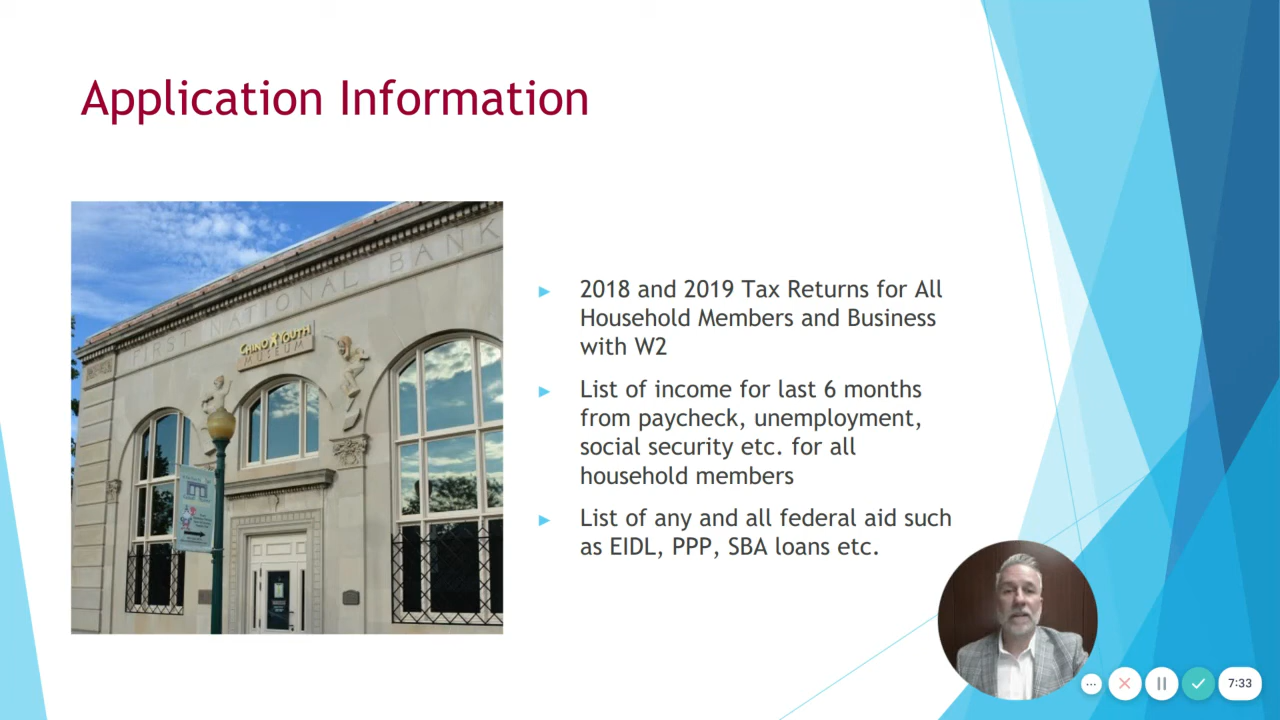 Application Information
FIRST NATIONAL BANK
CHINO YOUTH
MUSEUM
2018 and 2019 Tax Returns for All
Household Members and Business
with W2
List of income for last 6 months
from paycheck, unemployment,
social security etc. for all
household members
List of any and all federal aid such
as EIDL, PPP, SBA loans etc.
7:33